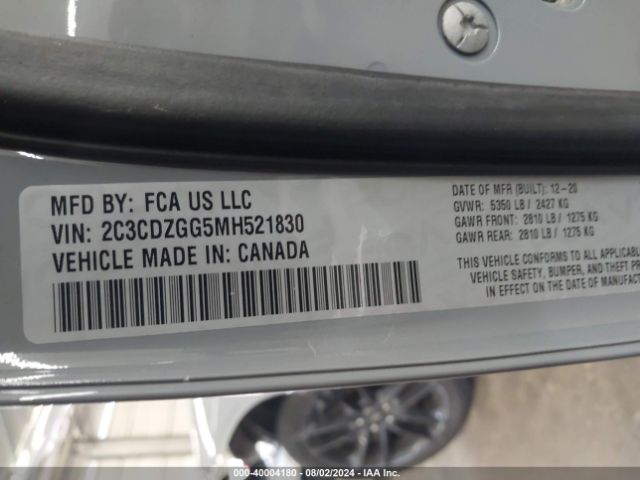 MFD BY: FCA US LLC
VIN: 2C3CDZGG5MH521830
VEHICLE MADE IN: CANADA
DATE OF MFR (BUILT): 12-20
GVWR: 5350 LB / 2427 KG
GAWR FRONT: 2810 LB / 1275 KG
GAWR REAR: 2810 LB / 1275 KG
THIS VEHICLE CONFORMS TO
VEHICLE SAFETY, BUMPER, AND THEFT
IN EFFECT ON THE DATE OF MANUFACT
000-40004180 - 08/02/2024 - IAA Inc.